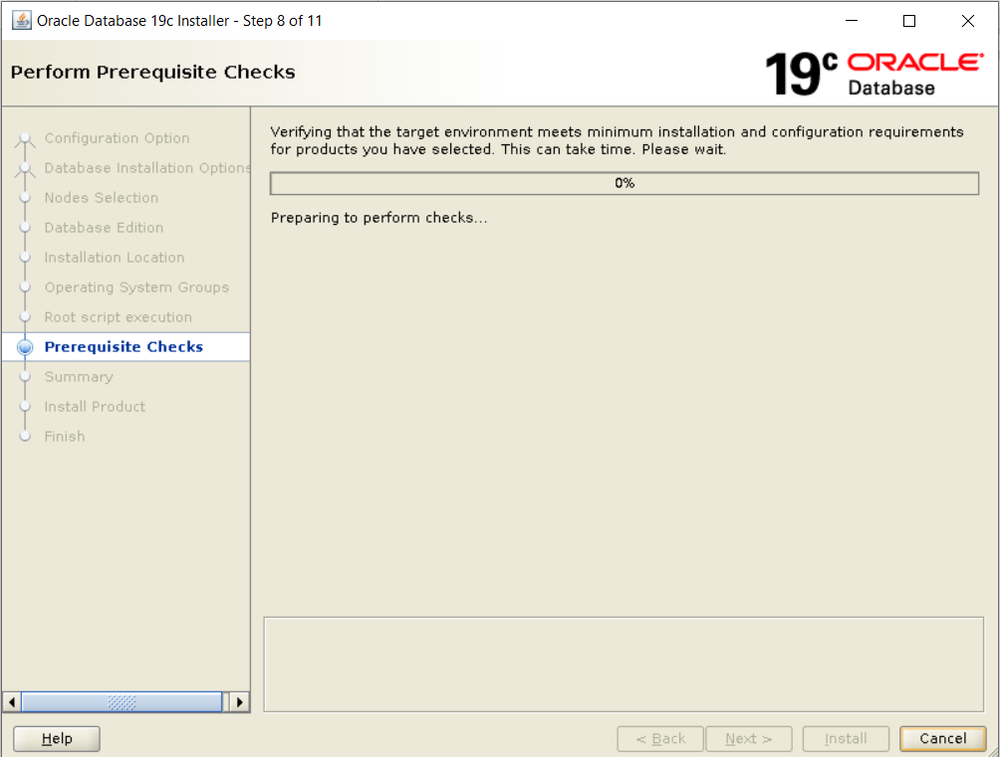 Oracle Database 19c Installer - Step 8 of 11
Perform Prerequisite Checks
19c ORACLE
Database
Configuration Option
Database Installation Options
Nodes Selection
Database Edition
Installation Location
Operating System Groups
Root script execution
Prerequisite Checks
Summary
Install Product
Finish
Verifying that the target environment meets minimum installation and configuration requirements
for products you have selected. This can take time. Please wait.
0%
Preparing to perform checks...
Help
< Back
Next >
Install
Cancel